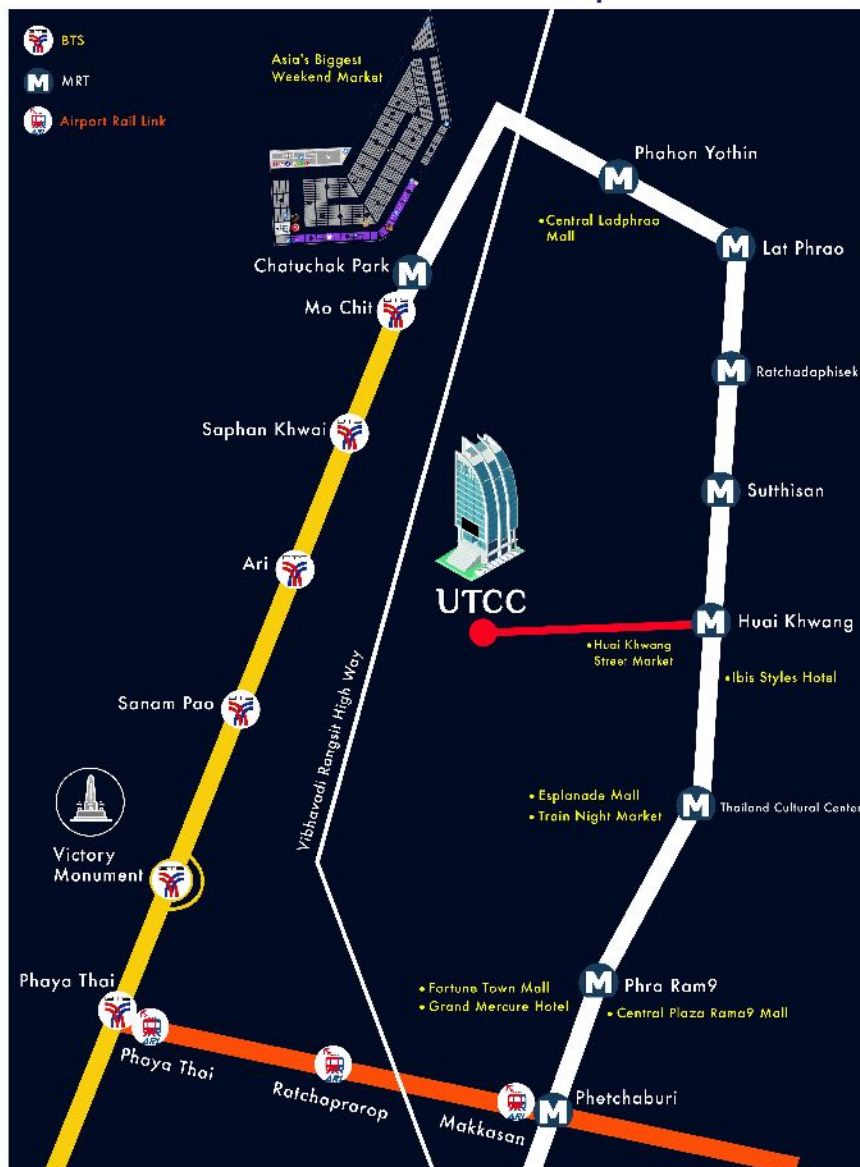 BTS
MRT
Airport Rail Link
Asia's Biggest
Weekend Market
Phahon Yothin
Central Ladphrao
Mall
Lat Phrao
Chatuchak Park
Mo Chit
Ratchadaphisek
Saphan Khwai
Sutthisan
Ari
UTCC
Huai Khwang
Huai Khwang
Street Market
Ibis Styles Hotel
Sanam Pao
Vibhavadi Rangsit High Way
Esplanade Mall
Train Night Market
Thailand Cultural Center
Victory
Monument
Phaya Thai
Fortune Town Mall
Grand Mercure Hotel
Phra Ram9
Central Plaza Rama9 Mall
Phaya Thai
Ratchaprarop
Makkasan
Phetchaburi